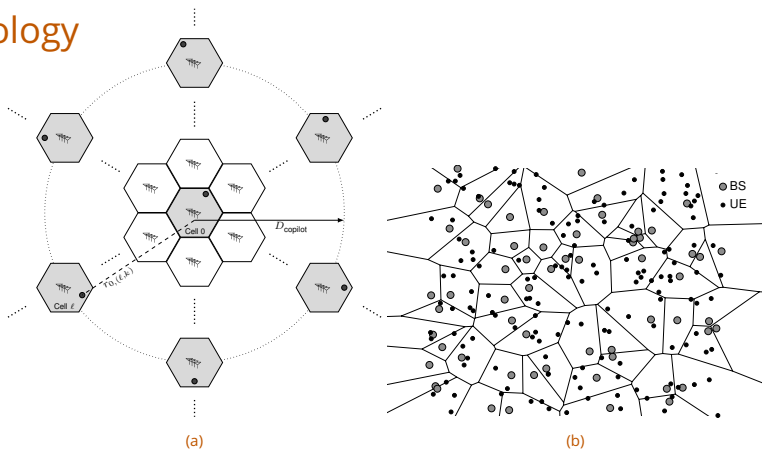 ology
Cell 0
D_copilot
r_{0,(ℓ,k)}
Cell ℓ
BS
UE
(a)
(b)